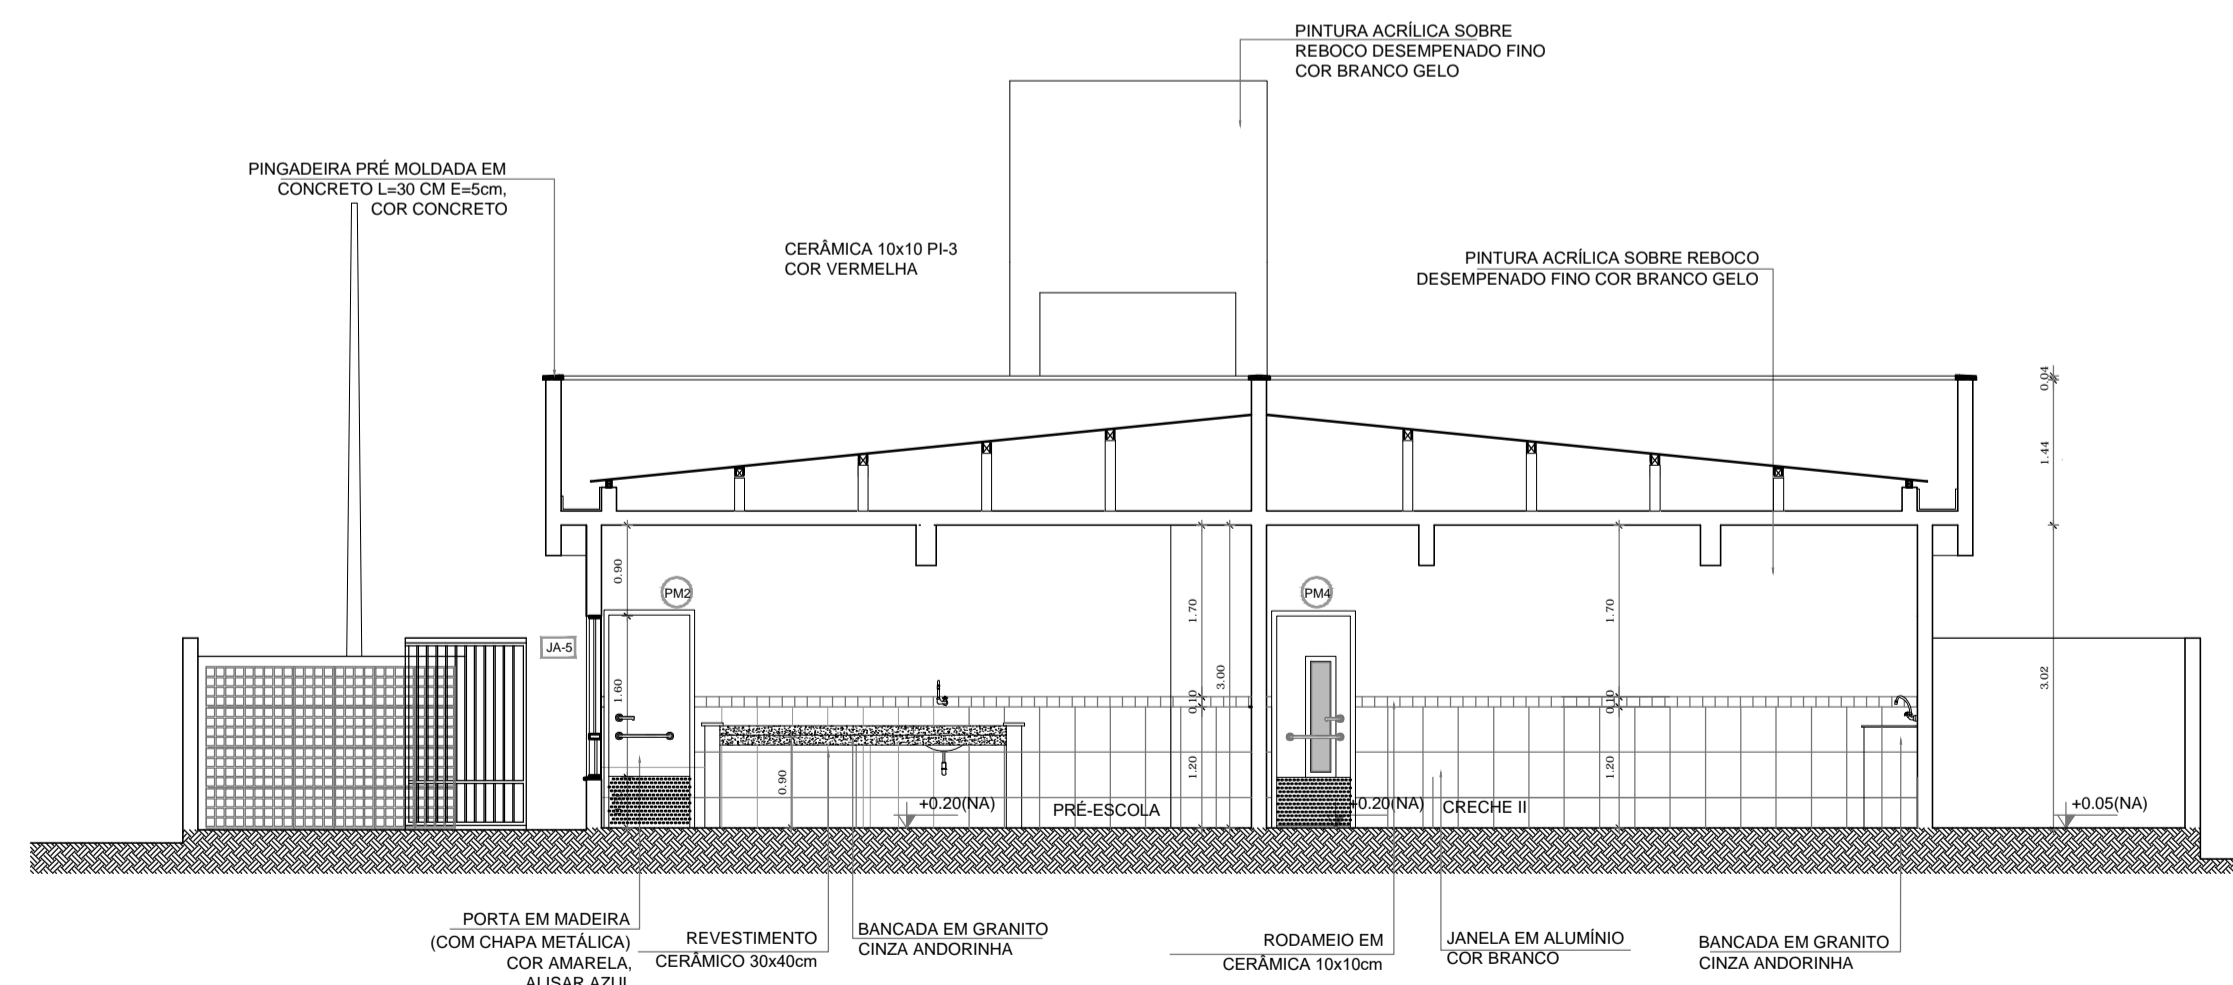 PINTURA ACRÍLICA SOBRE
REBOCO DESEMPENADO FINO
COR BRANCO GELO
PINGADEIRA PRÉ MOLDADA EM
CONCRETO L=30 CM E=5cm,
COR CONCRETO
CERÂMICA 10x10 PI-3
COR VERMELHA
PINTURA ACRÍLICA SOBRE REBOCO
DESEMPENADO FINO COR BRANCO GELO
0.04
1.44
3.02
0.90
PM2
1.70
PM4
1.70
JA-5
1.60
3.00
0.10
0.10
0.90
1.20
1.20
+0.20(NA)
PRÉ-ESCOLA
+0.20(NA)
CRECHE II
+0.05(NA)
PORTA EM MADEIRA
(COM CHAPA METÁLICA)
COR AMARELA,
ALISAR AZUL
REVESTIMENTO
CERÂMICO 30x40cm
BANCADA EM GRANITO
CINZA ANDORINHA
RODAMEIO EM
CERÂMICA 10x10cm
JANELA EM ALUMÍNIO
COR BRANCO
BANCADA EM GRANITO
CINZA ANDORINHA